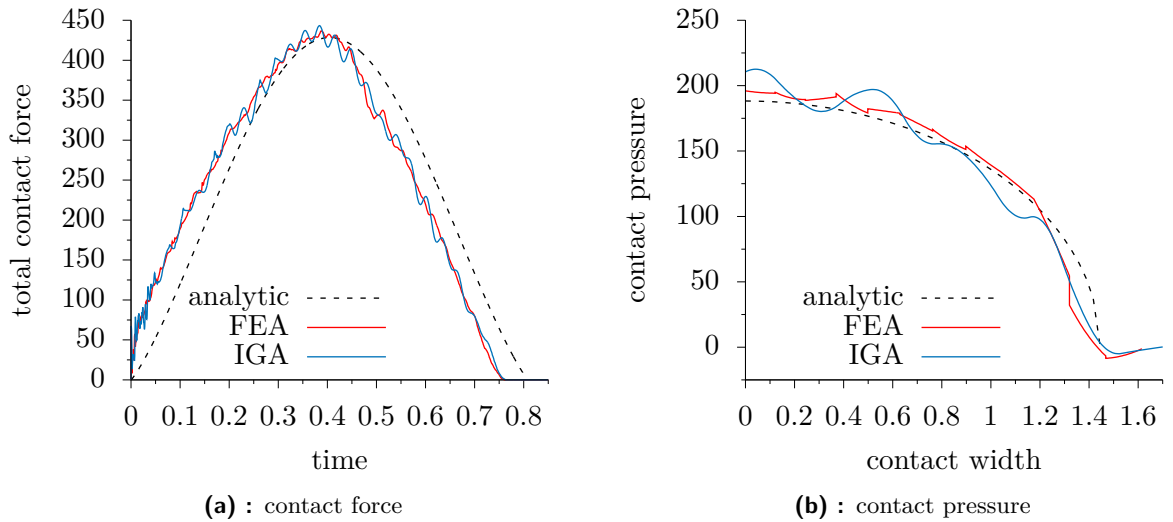 450
400
350
300
250
200
150
100
50
0
total contact force
analytic
FEA
IGA
0 0.1 0.2 0.3 0.4 0.5 0.6 0.7 0.8
time
(a) : contact force
250
200
150
100
50
0
contact pressure
analytic
FEA
IGA
0 0.2 0.4 0.6 0.8 1 1.2 1.4 1.6
contact width
(b) : contact pressure